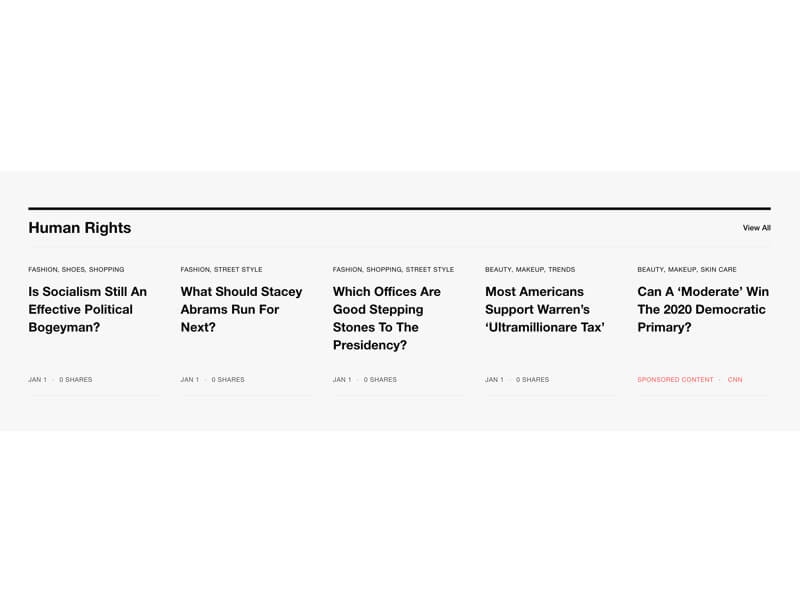 Human Rights
View All
FASHION, SHOES, SHOPPING
Is Socialism Still An
Effective Political
Bogeyman?
JAN 1 · 0 SHARES
FASHION, STREET STYLE
What Should Stacey
Abrams Run For
Next?
JAN 1 · 0 SHARES
FASHION, SHOPPING, STREET STYLE
Which Offices Are
Good Stepping
Stones To The
Presidency?
JAN 1 · 0 SHARES
BEAUTY, MAKEUP, TRENDS
Most Americans
Support Warren’s
‘Ultramillionare Tax’
JAN 1 · 0 SHARES
BEAUTY, MAKEUP, SKIN CARE
Can A ‘Moderate’ Win
The 2020 Democratic
Primary?
SPONSORED CONTENT · CNN